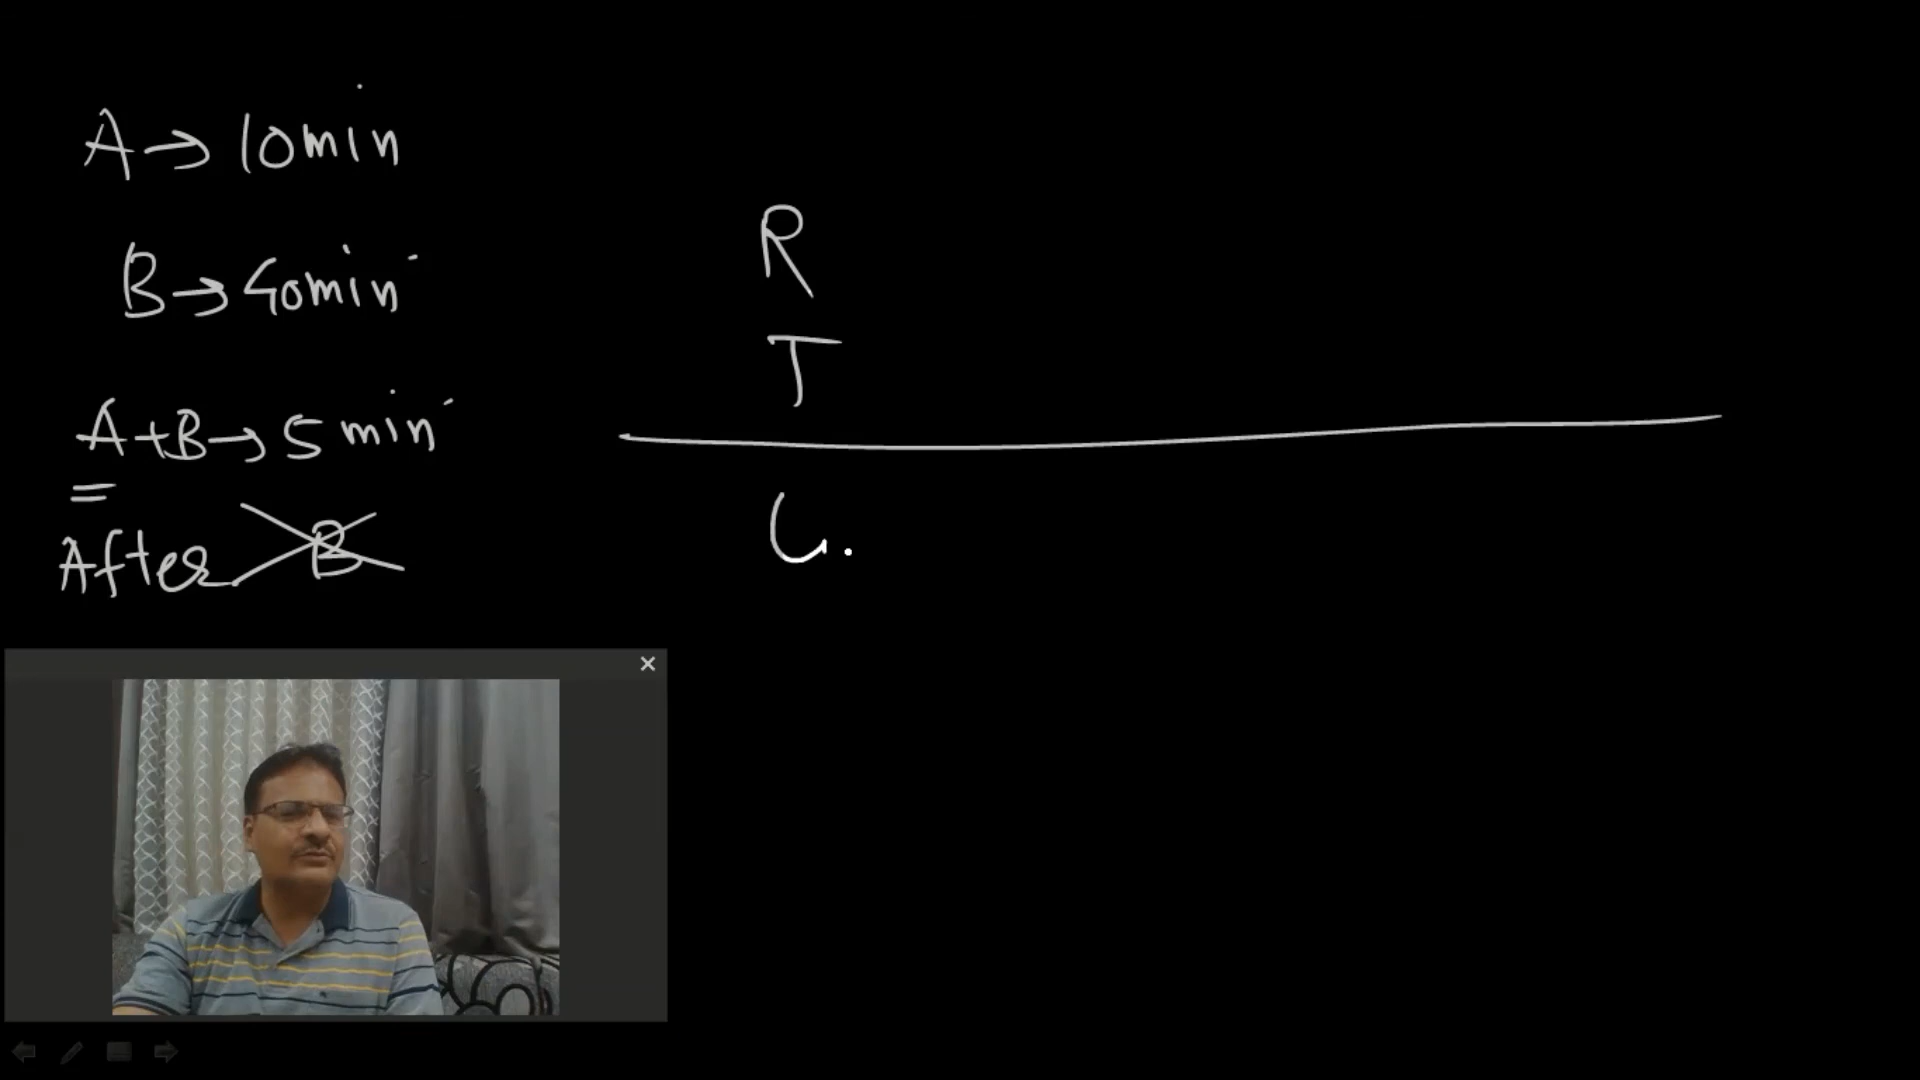 A → 10min
B → 40min
A+B → 5 min
=
After B
R
T